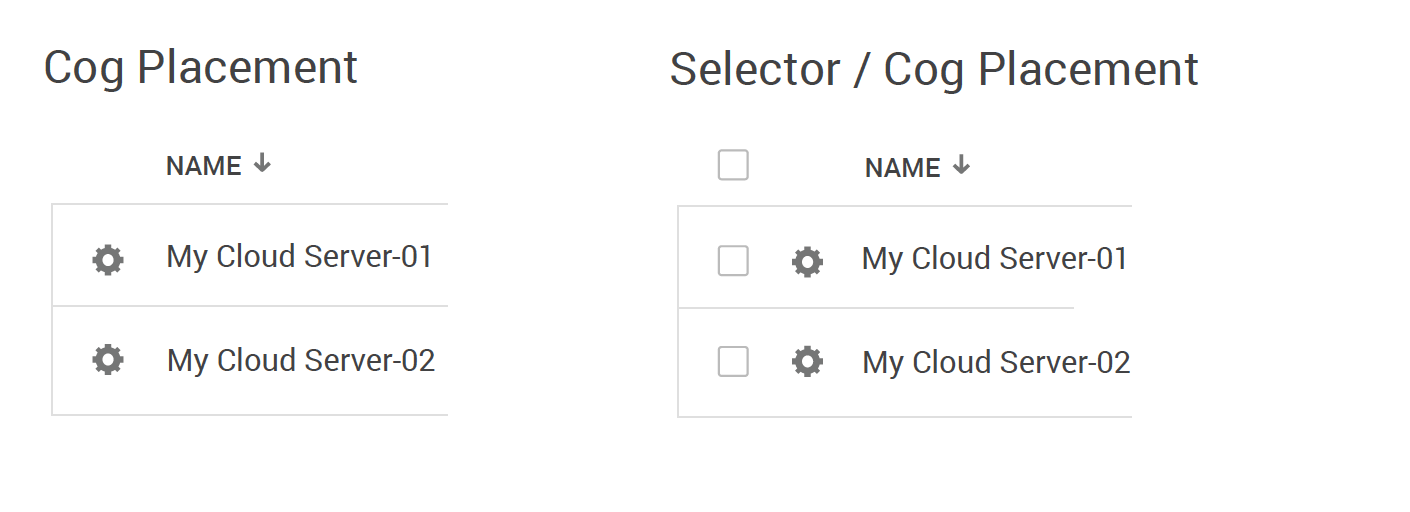 Cog Placement
NAME
My Cloud Server-01
My Cloud Server-02
Selector / Cog Placement
NAME
My Cloud Server-01
My Cloud Server-02